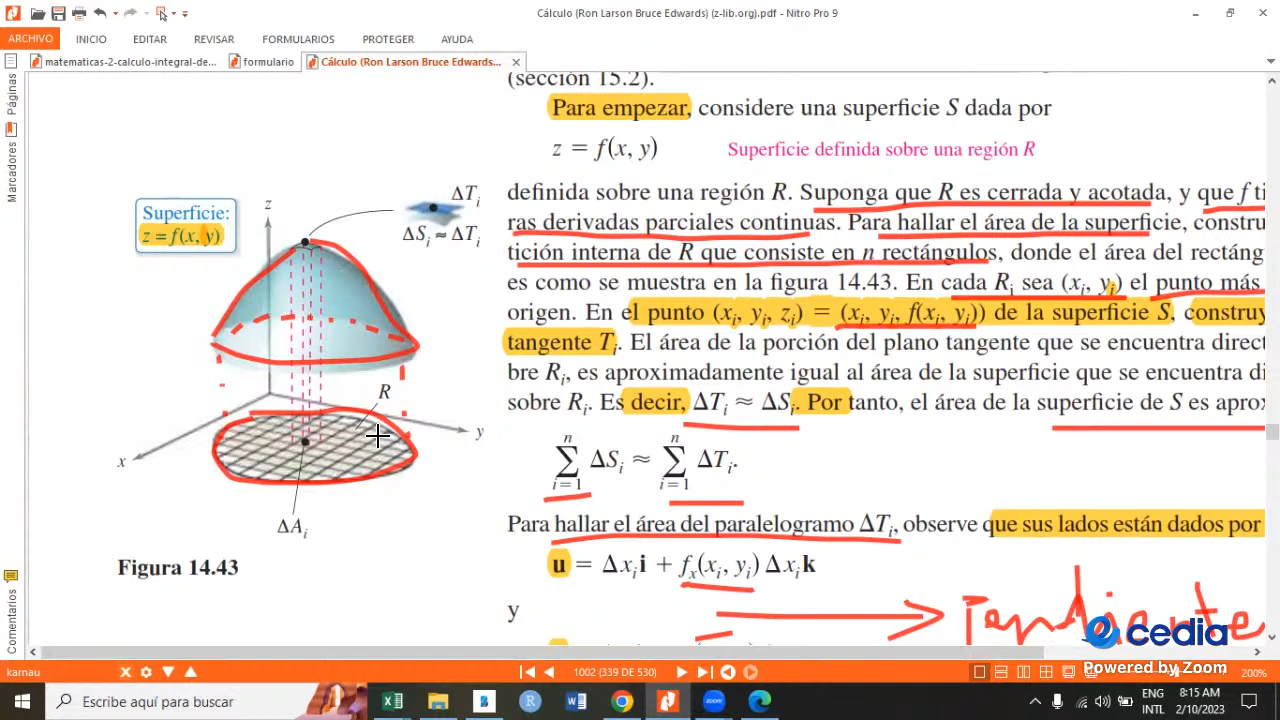 Cálculo (Ron Larson Bruce Edwards) (z-lib.org).pdf - Nitro Pro 9
ARCHIVO INICIO EDITAR REVISAR FORMULARIOS PROTEGER AYUDA
matematicas-2-calculo-integral-de... formulario Cálculo (Ron Larson Bruce Edwards...
Páginas
Marcadores
Comentarios
(sección 15.2).
Para empezar, considere una superficie S dada por
z = f(x, y) Superficie definida sobre una región R
definida sobre una región R. Suponga que R es cerrada y acotada, y que f ti
ras derivadas parciales continuas. Para hallar el área de la superficie, constru
tición interna de R que consiste en n rectángulos, donde el área del rectáng
es como se muestra en la figura 14.43. En cada Ri sea (xi, yi) el punto más
origen. En el punto (xi, yi, zi) = (xi, yi, f(xi, yi)) de la superficie S, construy
tangente Ti. El área de la porción del plano tangente que se encuentra direct
bre Ri, es aproximadamente igual al área de la superficie que se encuentra di
sobre Ri. Es decir, ΔTi ≈ ΔSi. Por tanto, el área de la superficie de S es aprox
n n
∑ ΔSi ≈ ∑ ΔTi.
i=1 i=1
Para hallar el área del paralelogramo ΔTi, observe que sus lados están dados por
u = Δxi i + fx(xi, yi) Δxi k
y
Pendiente
Superficie:
z = f(x, y)
z
ΔTi
ΔSi ≈ ΔTi
R
y
x
ΔAi
Figura 14.43
cedia
Powered by Zoom
karnau 1002 (339 DE 530) 200%
Escribe aquí para buscar
ENG 8:15 AM
INTL 2/10/2023